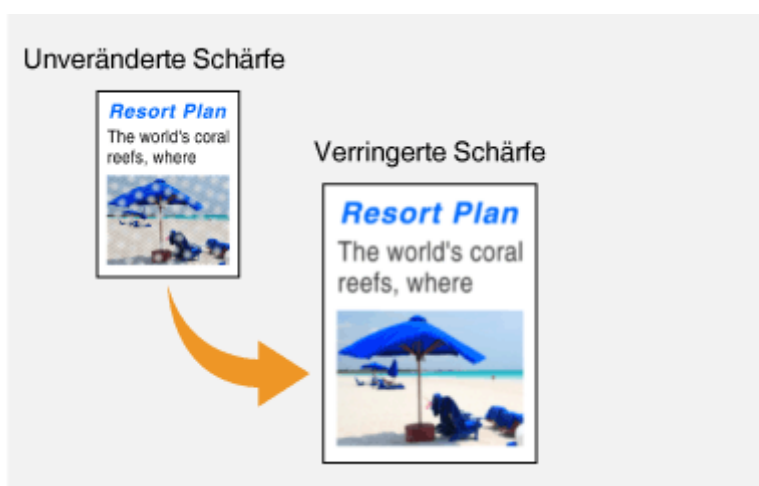 Unveränderte Schärfe
Resort Plan
The world's coral
reefs, where
Verringerte Schärfe
Resort Plan
The world's coral
reefs, where